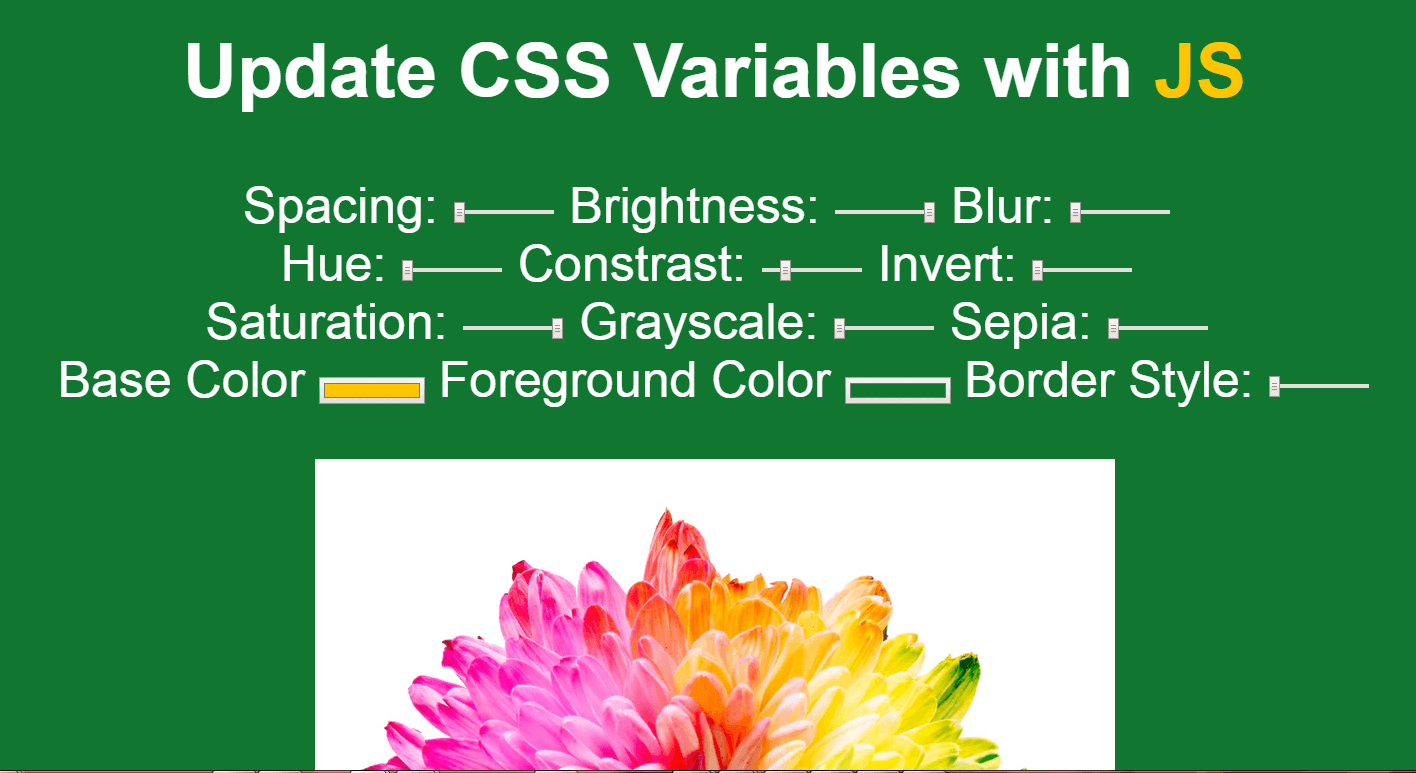 Update CSS Variables with JS
Spacing: Brightness: Blur:
Hue: Constrast: Invert:
Saturation: Grayscale: Sepia:
Base Color Foreground Color Border Style: